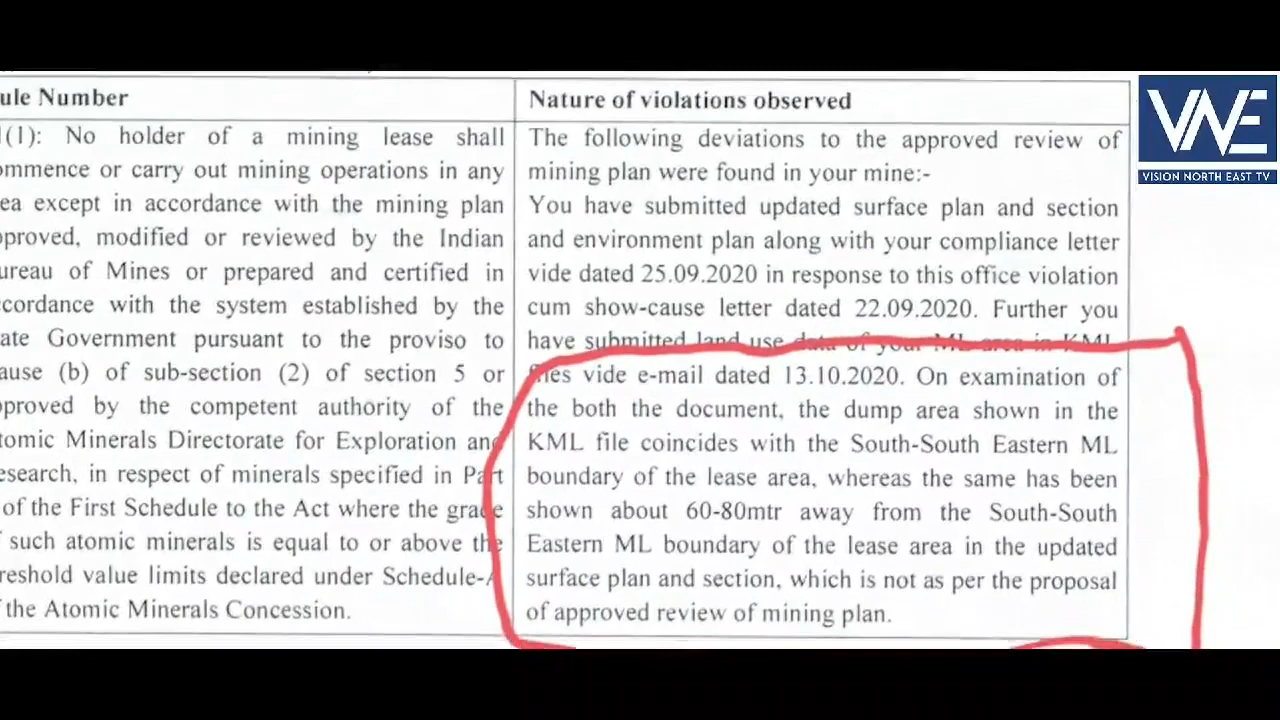 ule Number
(1): No holder of a mining lease shall
ommence or carry out mining operations in any
ea except in accordance with the mining plan
pproved, modified or reviewed by the Indian
ureau of Mines or prepared and certified in
ccordance with the system established by the
ate Government pursuant to the proviso to
ause (b) of sub-section (2) of section 5 or
pproved by the competent authority of the
tomic Minerals Directorate for Exploration and
esearch, in respect of minerals specified in Part
of the First Schedule to the Act where the grade
f such atomic minerals is equal to or above the
reshold value limits declared under Schedule-A
f the Atomic Minerals Concession.
Nature of violations observed
The following deviations to the approved review of
mining plan were found in your mine:-
You have submitted updated surface plan and section
and environment plan along with your compliance letter
vide dated 25.09.2020 in response to this office violation
cum show-cause letter dated 22.09.2020. Further you
have submitted land use data of your ML area in KML
files vide e-mail dated 13.10.2020. On examination of
the both the document, the dump area shown in the
KML file coincides with the South-South Eastern ML
boundary of the lease area, whereas the same has been
shown about 60-80mtr away from the South-South
Eastern ML boundary of the lease area in the updated
surface plan and section, which is not as per the proposal
of approved review of mining plan.
VNE
VISION NORTH EAST TV